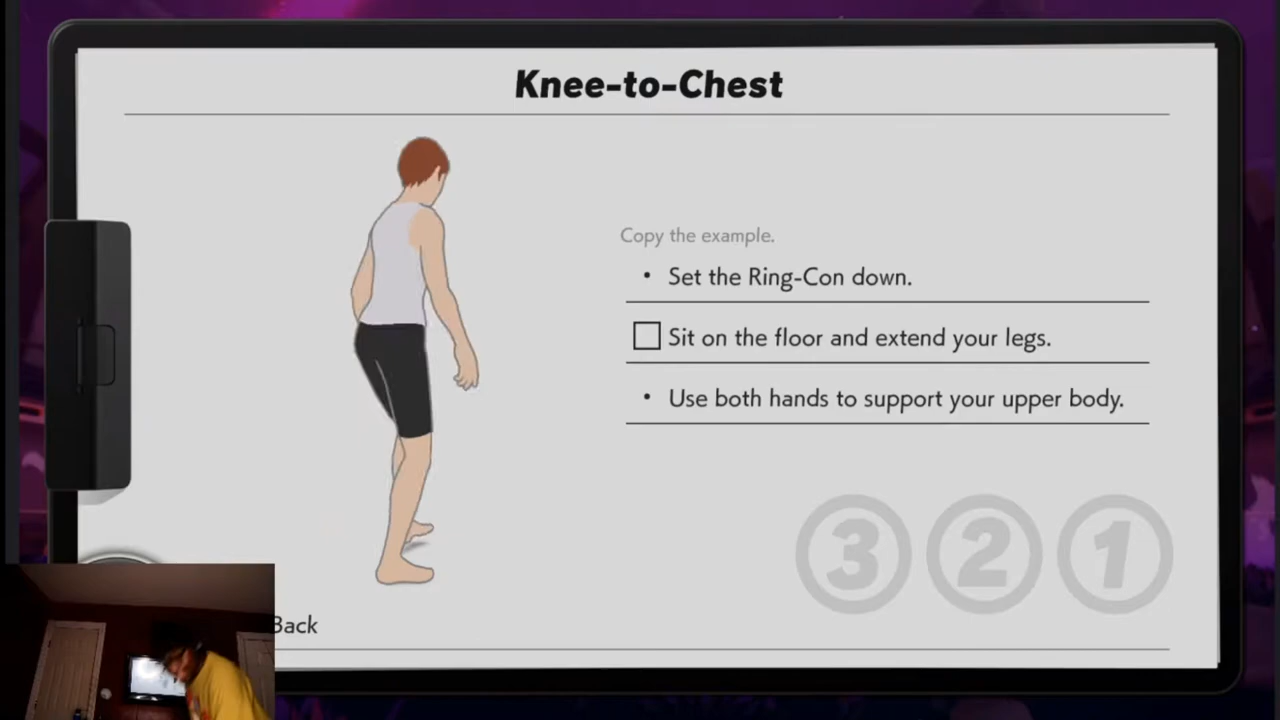 Knee-to-Chest
Copy the example.
• Set the Ring-Con down.
Sit on the floor and extend your legs.
• Use both hands to support your upper body.
3 2 1
Back